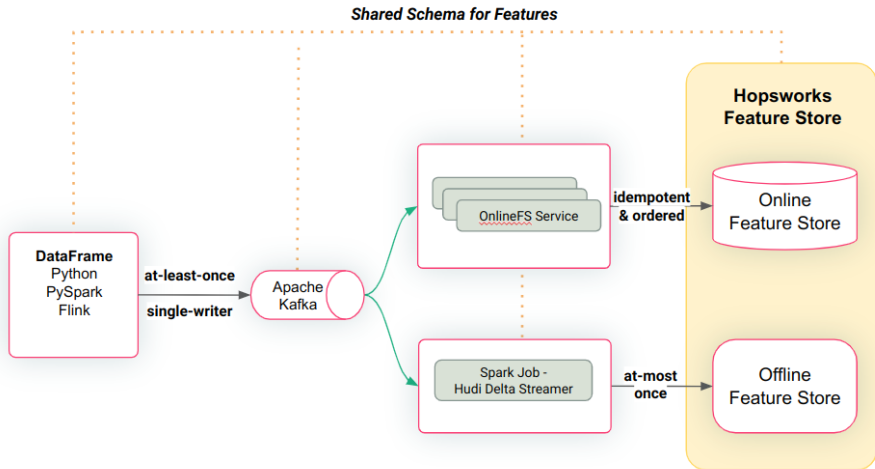 Shared Schema for Features
Hopsworks
Feature Store
OnlineFS Service
idempotent
& ordered
Online
Feature Store
DataFrame
Python
PySpark
Flink
at-least-once
single-writer
Apache
Kafka
Spark Job -
Hudi Delta Streamer
at-most
once
Offline
Feature Store